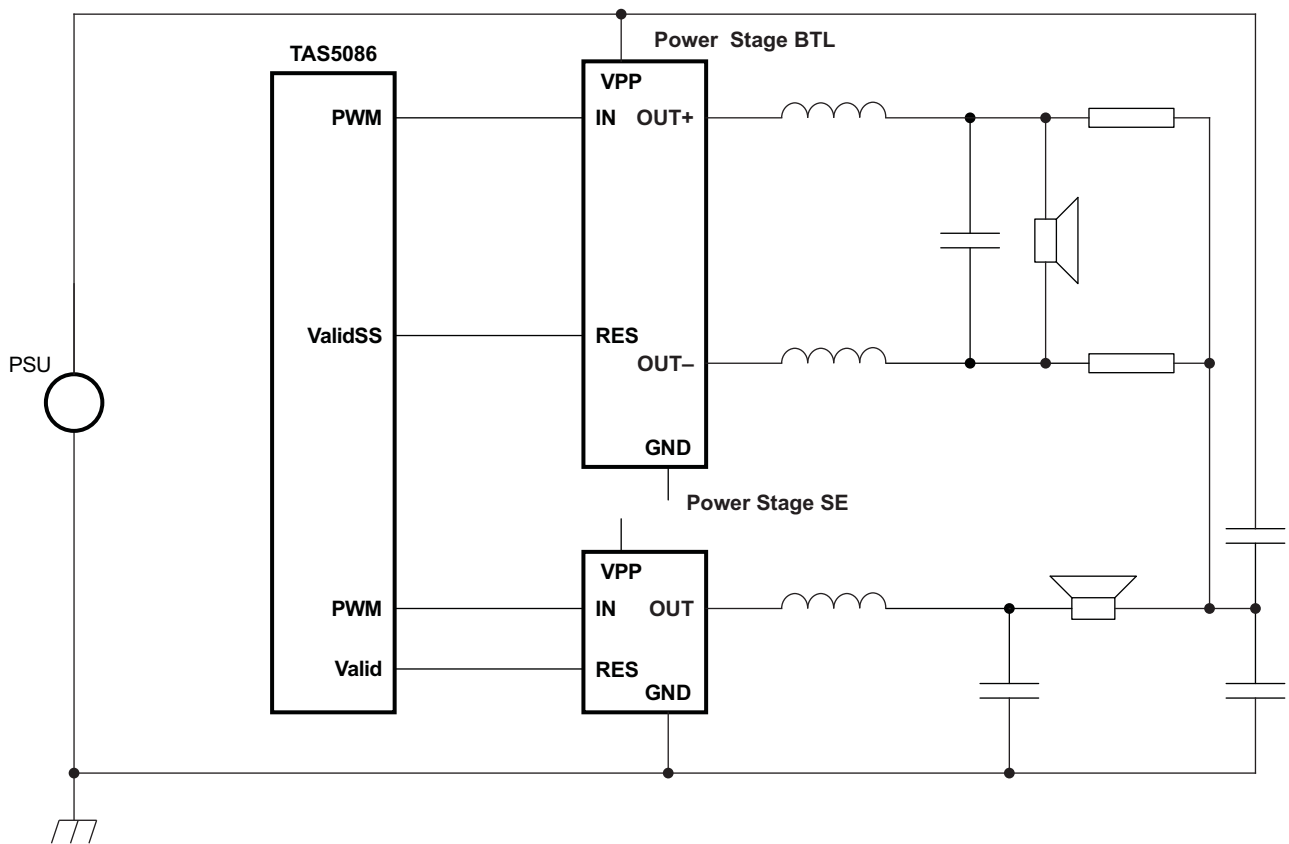 Power Stage BTL
TAS5086
VPP
PWM
IN
OUT+
ValidSS
RES
PSU
OUT–
GND
Power Stage SE
VPP
PWM
IN
OUT
Valid
RES
GND